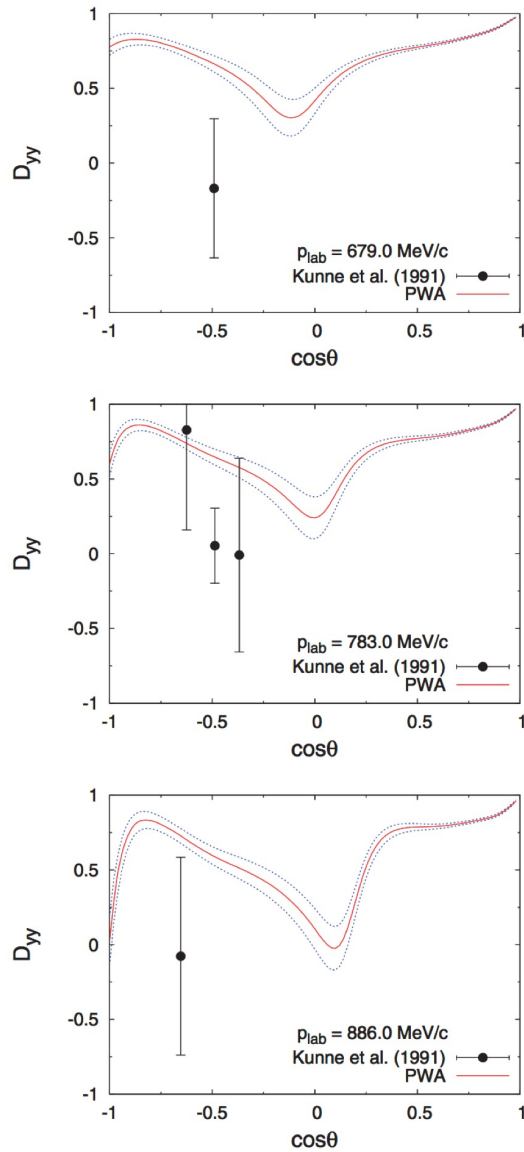 1
0.5
0
-0.5
-1
D_yy
p_lab = 679.0 MeV/c
Kunne et al. (1991)
PWA
-1 -0.5 0 0.5 1
cosθ
1
0.5
0
-0.5
-1
D_yy
p_lab = 783.0 MeV/c
Kunne et al. (1991)
PWA
-1 -0.5 0 0.5 1
cosθ
1
0.5
0
-0.5
-1
D_yy
p_lab = 886.0 MeV/c
Kunne et al. (1991)
PWA
-1 -0.5 0 0.5 1
cosθ